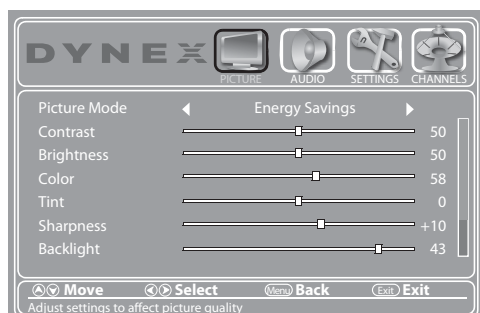 DYNEX
PICTURE AUDIO SETTINGS CHANNELS
Picture Mode Energy Savings
Contrast 50
Brightness 50
Color 58
Tint 0
Sharpness +10
Backlight 43
Move Select Menu Back Exit Exit
Adjust settings to affect picture quality